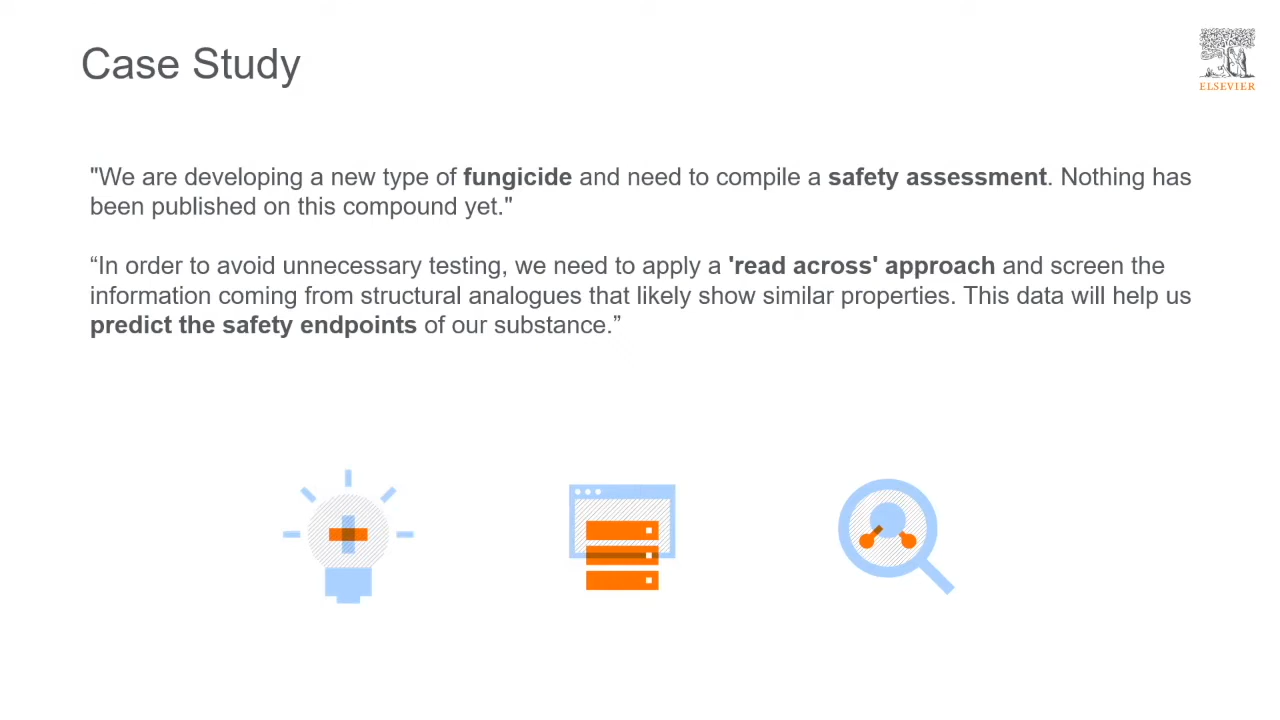 Case Study
ELSEVIER
"We are developing a new type of fungicide and need to compile a safety assessment. Nothing has
been published on this compound yet."
“In order to avoid unnecessary testing, we need to apply a 'read across' approach and screen the
information coming from structural analogues that likely show similar properties. This data will help us
predict the safety endpoints of our substance.”